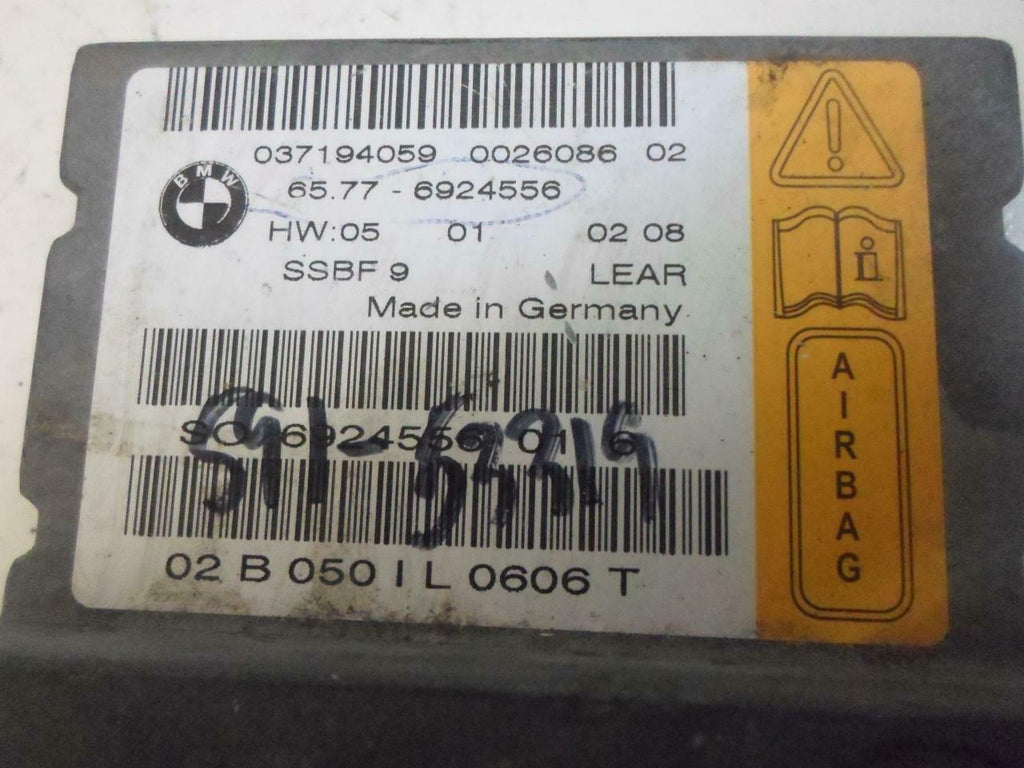 037194059 0026086 02
BMW
65.77 - 6924556
HW:05 01 02 08
SSBF 9 LEAR
Made in Germany
SO 6924556 01 6
02 B 050 I L 0606 T
!
i
AIRBAG